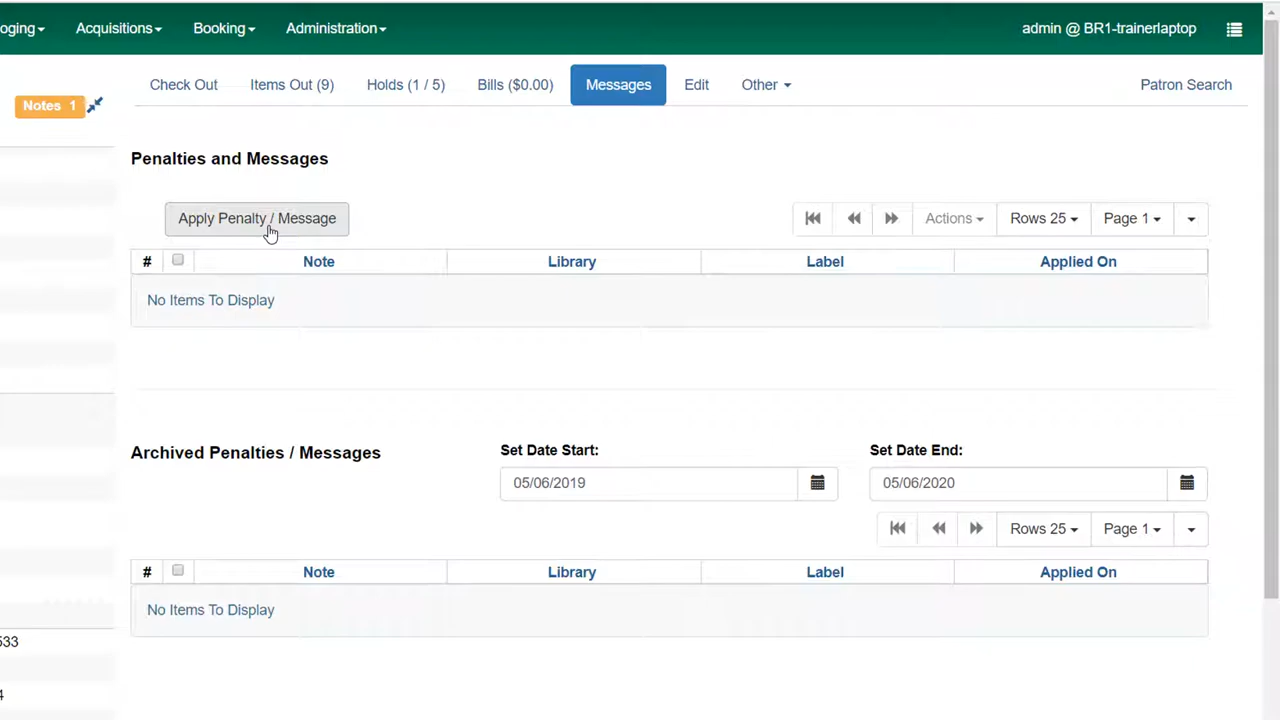 oging Acquisitions Booking Administration admin @ BR1-trainerlaptop
Notes 1 Check Out Items Out (9) Holds (1 / 5) Bills ($0.00) Messages Edit Other Patron Search
Penalties and Messages
Apply Penalty / Message Actions Rows 25 Page 1
# Note Library Label Applied On
No Items To Display
Archived Penalties / Messages Set Date Start: Set Date End:
05/06/2019 05/06/2020
Rows 25 Page 1
# Note Library Label Applied On
No Items To Display
533
4